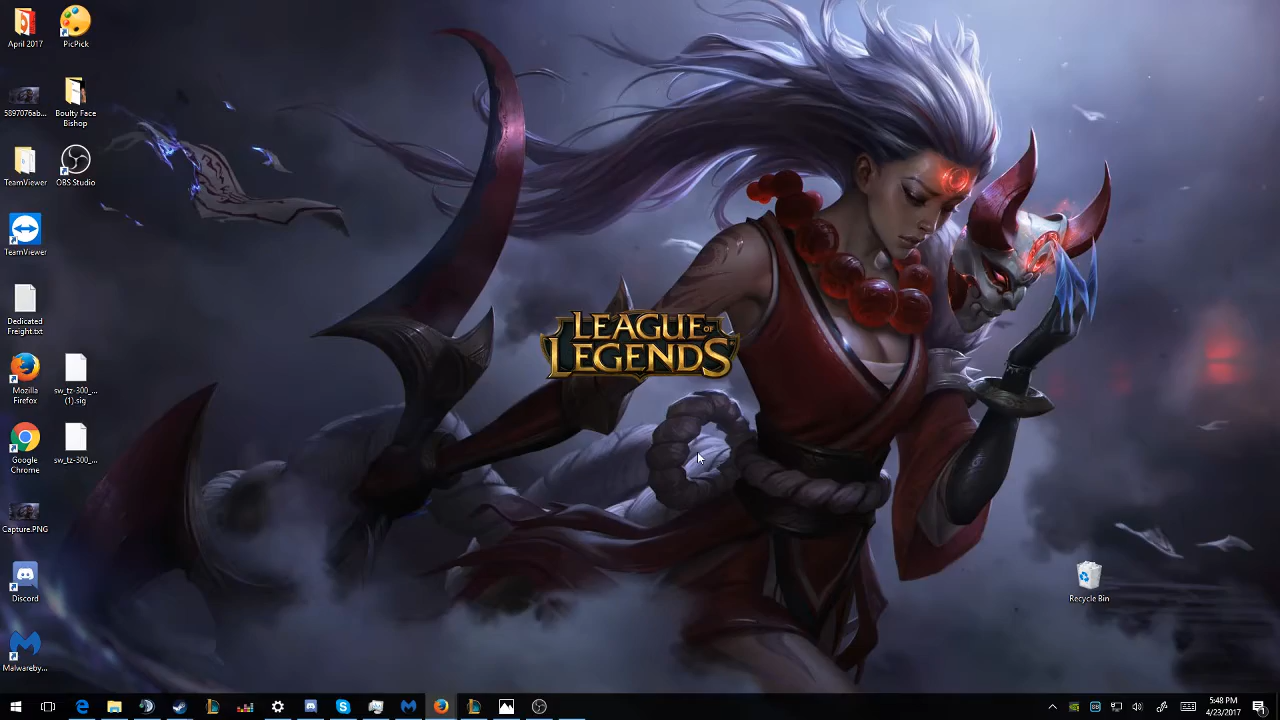 April 2017
PicPick
5897076ab...
Boulty Face
Bishop
TeamViewer
OBS Studio
TeamViewer
Dedicated
Freight.txt
Mozilla
Firefox
sw_tz-300_...
(1).sig
Google
Chrome
sw_tz-300_...
Capture.PNG
Discord
Malwareby...
LEAGUE OF
LEGENDS
Recycle Bin
5:48 PM
4/23/2017